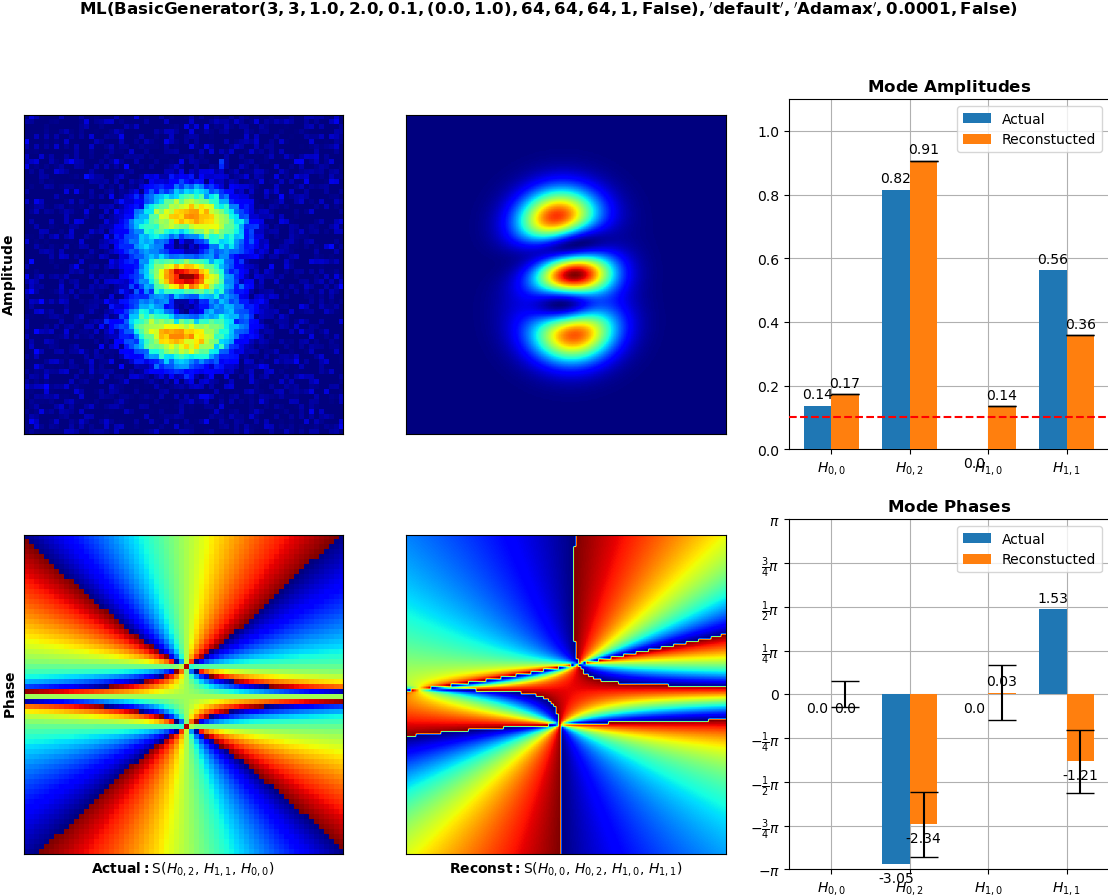 ML(BasicGenerator(3, 3, 1.0, 2.0, 0.1, (0.0, 1.0), 64, 64, 64, 1, False), ′default′, ′Adamax′, 0.0001, False)
Amplitude
Mode Amplitudes
Actual
Reconstucted
1.0
0.8
0.6
0.4
0.2
0.0
0.14
0.17
0.82
0.91
0.0
0.14
0.56
0.36
H0,0
H0,2
H1,0
H1,1
Phase
Actual: S(H0,2, H1,1, H0,0)
Reconst: S(H0,0, H0,2, H1,0, H1,1)
Mode Phases
Actual
Reconstucted
π
3/4π
1/2π
1/4π
0
−1/4π
−1/2π
−3/4π
−π
0.0
0.0
-3.05
-2.34
0.0
0.03
1.53
-1.21
H0,0
H0,2
H1,0
H1,1